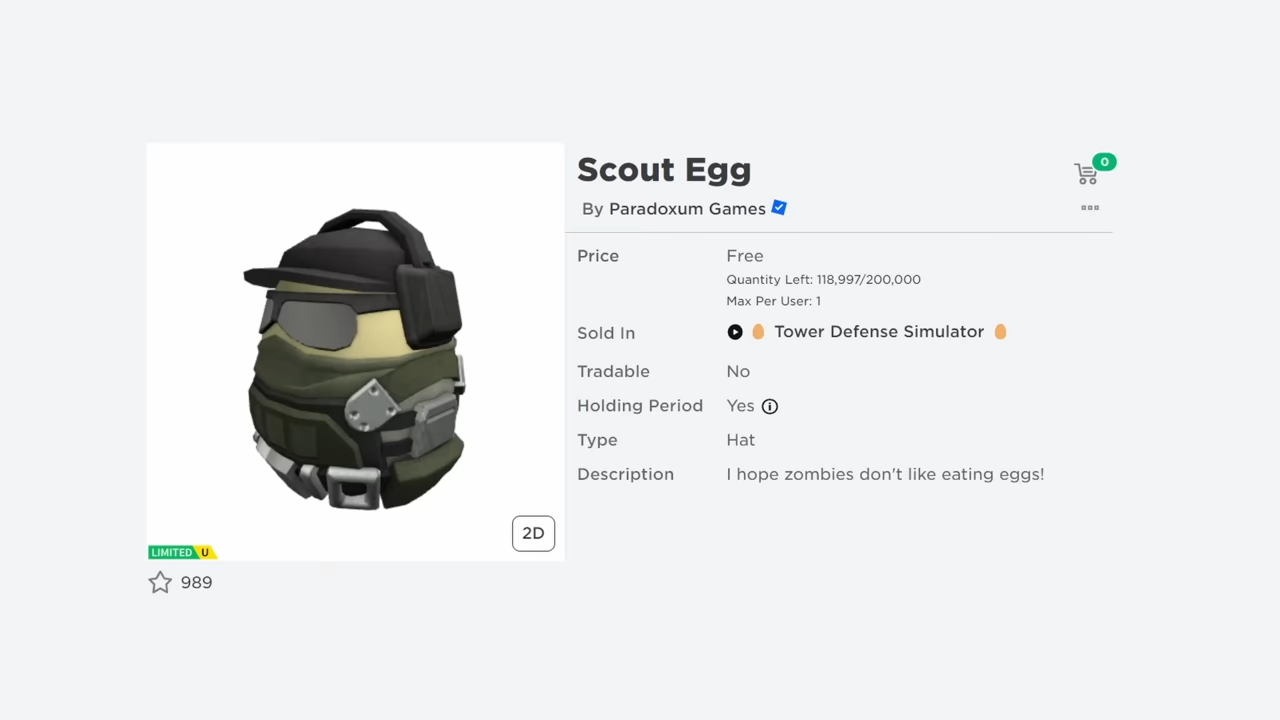 Scout Egg
0
By Paradoxum Games
Price Free
Quantity Left: 118,997/200,000
Max Per User: 1
Sold In Tower Defense Simulator
Tradable No
Holding Period Yes
Type Hat
Description I hope zombies don't like eating eggs!
2D
LIMITED U
989